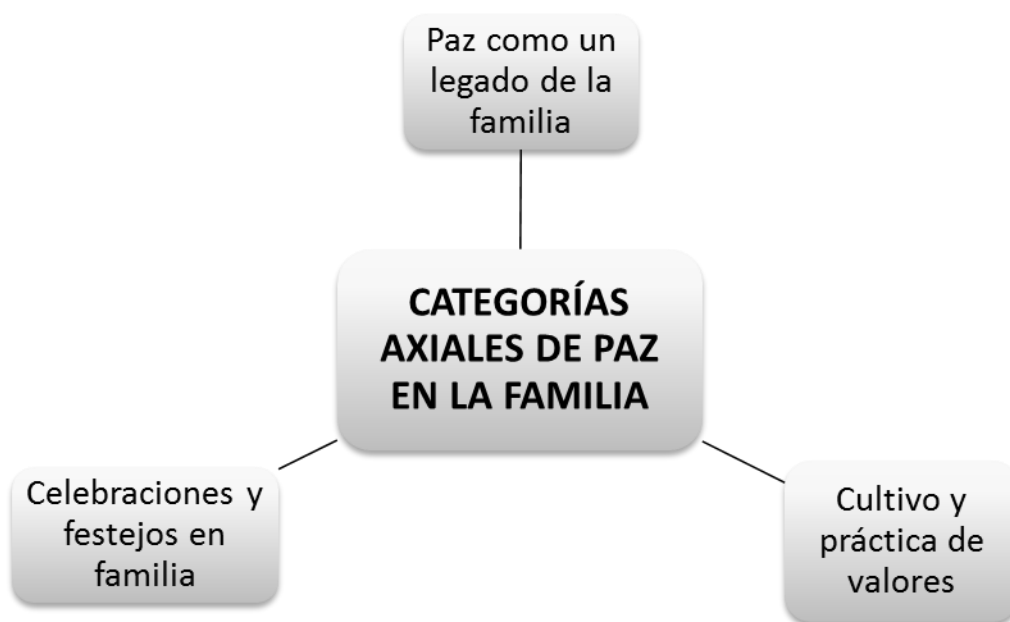 Paz como un
legado de la
familia
CATEGORÍAS
AXIALES DE PAZ
EN LA FAMILIA
Celebraciones y
festejos en
familia
Cultivo y
práctica de
valores